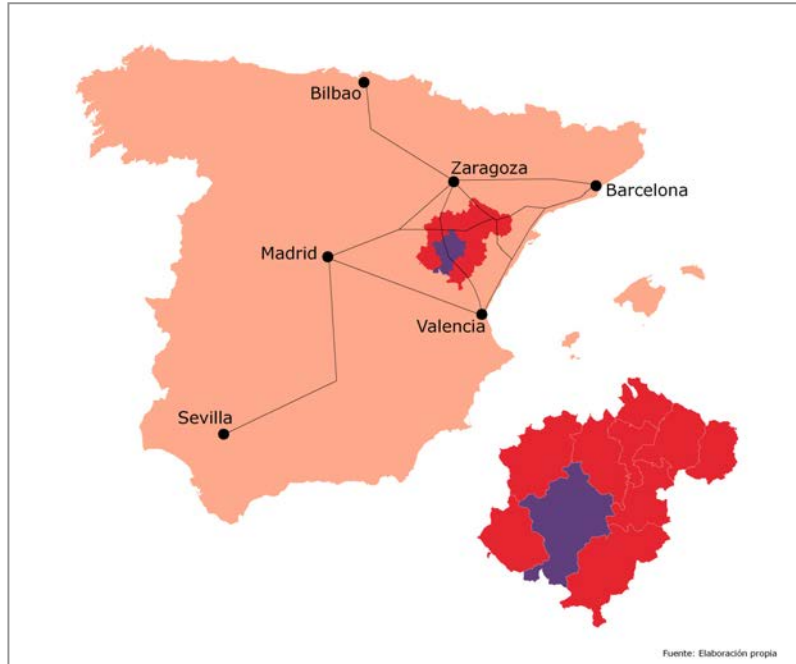 Bilbao
Zaragoza
Barcelona
Madrid
Valencia
Sevilla
Fuente: Elaboración propia